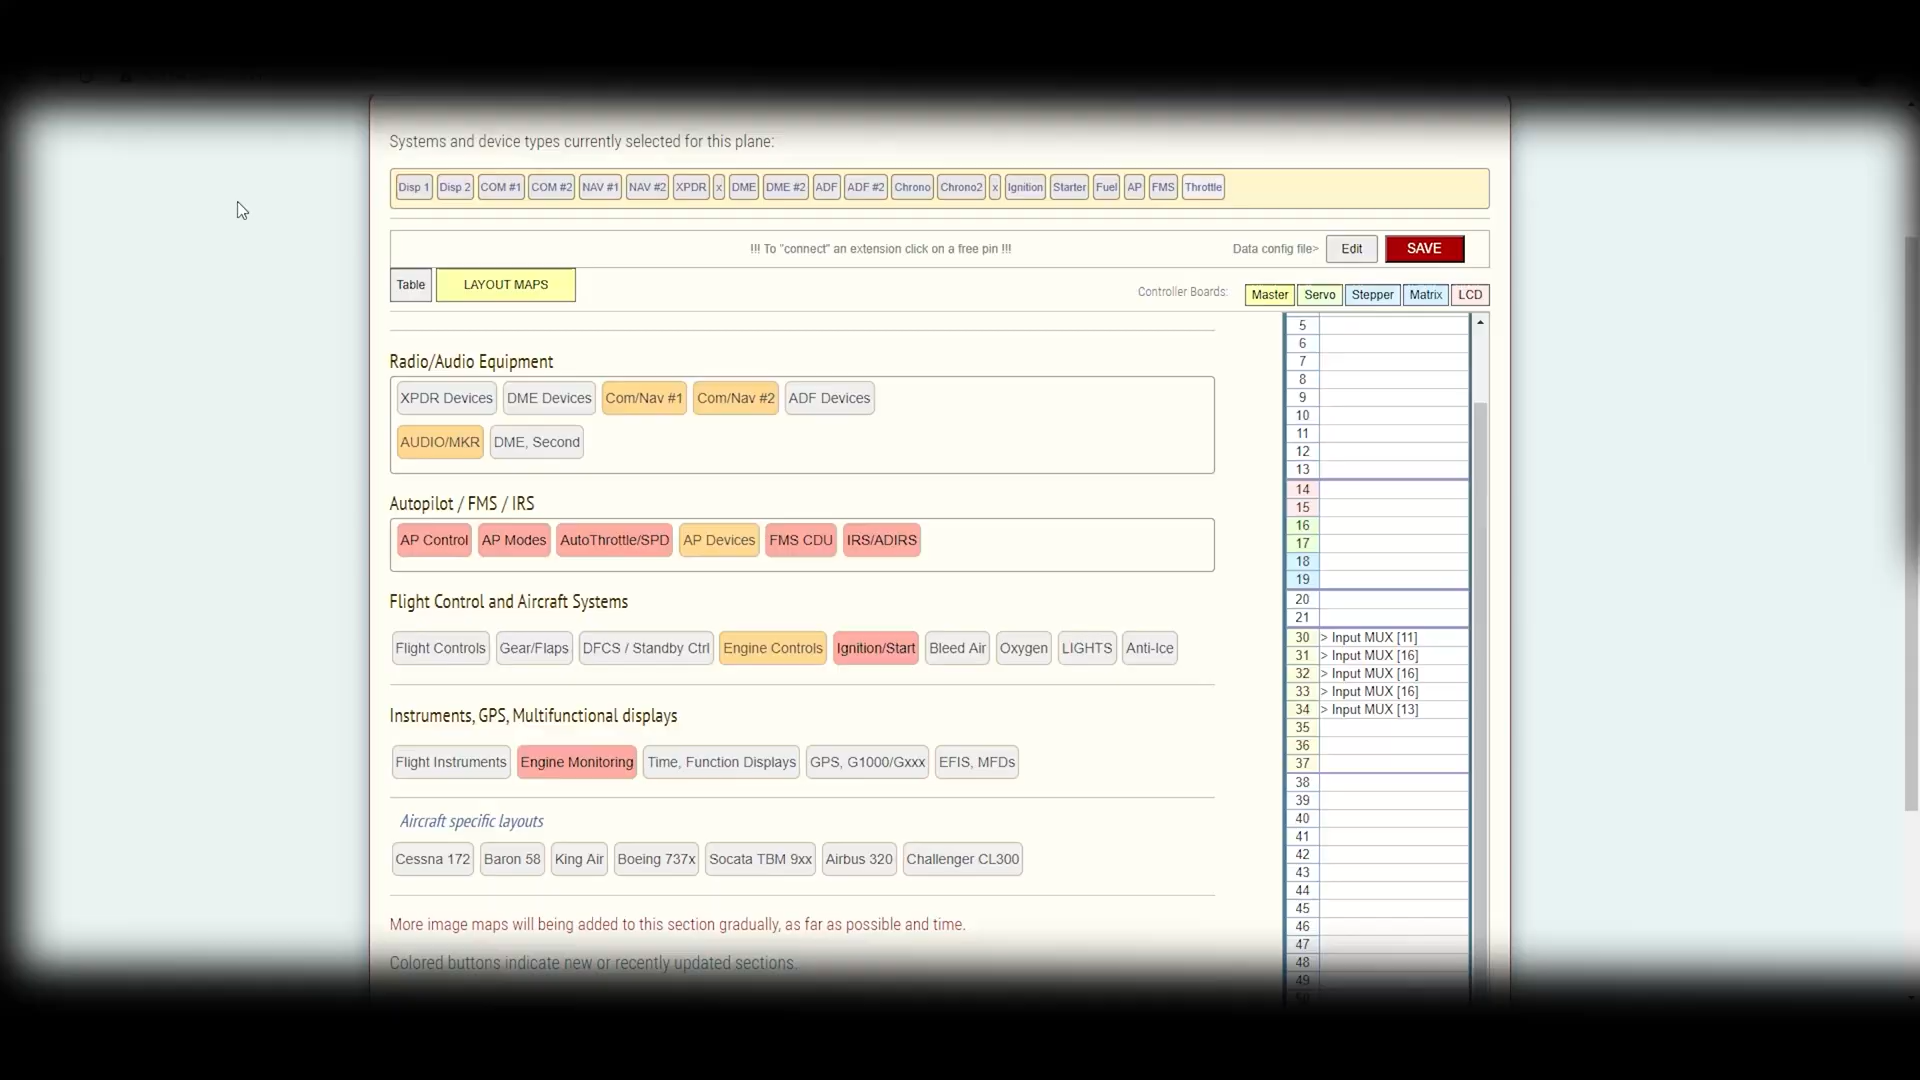 Systems and device types currently selected for this plane:
Disp 1 Disp 2 COM #1 COM #2 NAV #1 NAV #2 XPDR x DME DME #2 ADF ADF #2 Chrono Chrono2 x Ignition Starter Fuel AP FMS Throttle
!!! To "connect" an extension click on a free pin !!! Data config file> Edit SAVE
Table LAYOUT MAPS
Controller Boards: Master Servo Stepper Matrix LCD
Radio/Audio Equipment
XPDR Devices DME Devices Com/Nav #1 Com/Nav #2 ADF Devices
AUDIO/MKR DME, Second
Autopilot / FMS / IRS
AP Control AP Modes AutoThrottle/SPD AP Devices FMS CDU IRS/ADIRS
Flight Control and Aircraft Systems
Flight Controls Gear/Flaps DFCS / Standby Ctrl Engine Controls Ignition/Start Bleed Air Oxygen LIGHTS Anti-Ice
Instruments, GPS, Multifunctional displays
Flight Instruments Engine Monitoring Time, Function Displays GPS, G1000/Gxxx EFIS, MFDs
Aircraft specific layouts
Cessna 172 Baron 58 King Air Boeing 737x Socata TBM 9xx Airbus 320 Challenger CL300
More image maps will being added to this section gradually, as far as possible and time.
Colored buttons indicate new or recently updated sections.
5
6
7
8
9
10
11
12
13
14
15
16
17
18
19
20
21
30 > Input MUX [11]
31 > Input MUX [16]
32 > Input MUX [16]
33 > Input MUX [16]
34 > Input MUX [13]
35
36
37
38
39
40
41
42
43
44
45
46
47
48
49